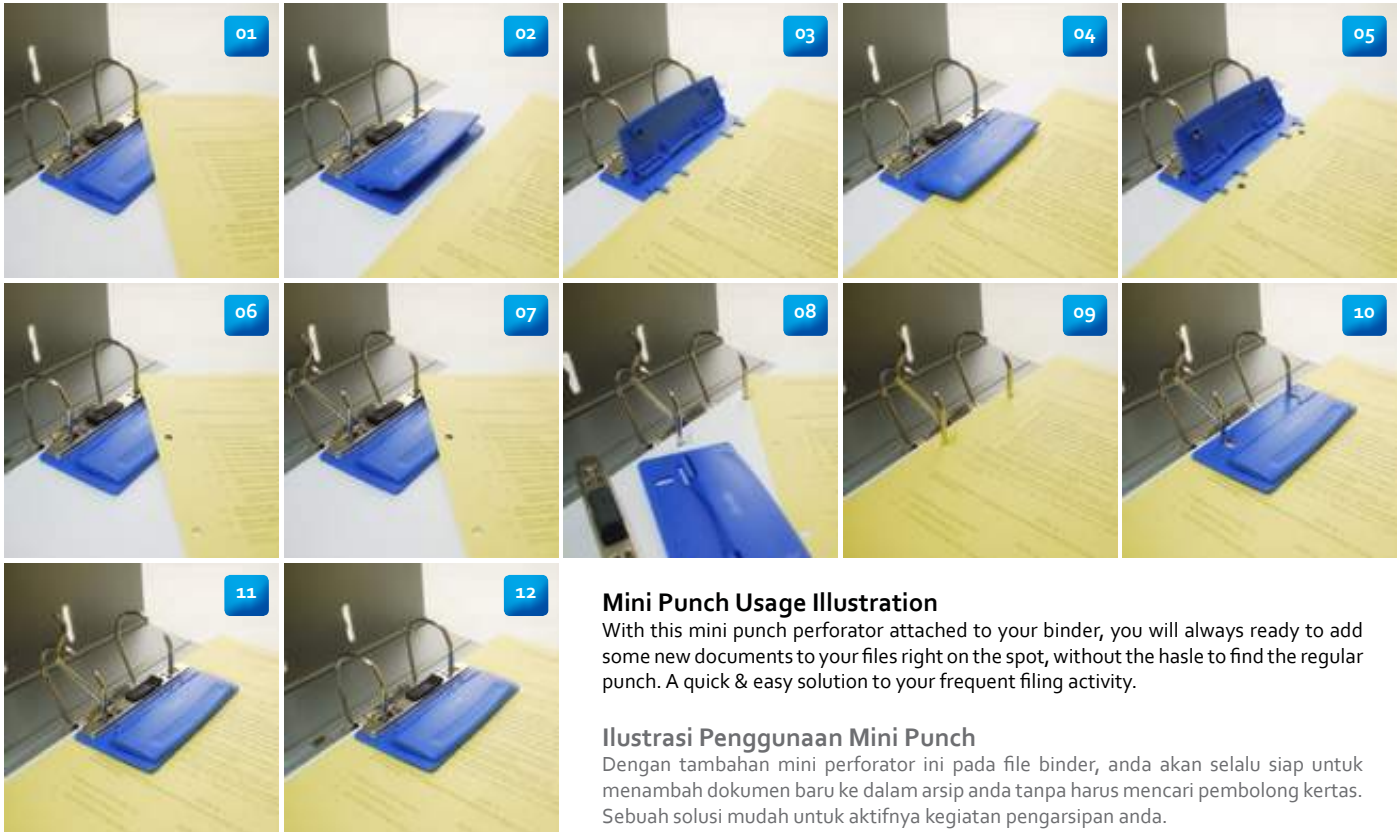 01
02
03
04
05
06
07
08
09
10
11
12
Mini Punch Usage Illustration
With this mini punch perforator attached to your binder, you will always ready to add
some new documents to your files right on the spot, without the hasle to find the regular
punch. A quick & easy solution to your frequent filing activity.
Ilustrasi Penggunaan Mini Punch
Dengan tambahan mini perforator ini pada file binder, anda akan selalu siap untuk
menambah dokumen baru ke dalam arsip anda tanpa harus mencari pembolong kertas.
Sebuah solusi mudah untuk aktifnya kegiatan pengarsipan anda.